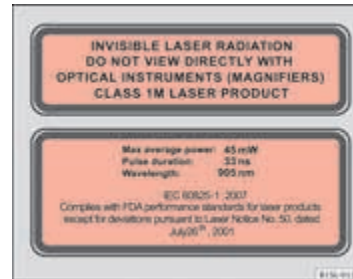 INVISIBLE LASER RADIATION
DO NOT VIEW DIRECTLY WITH
OPTICAL INSTRUMENTS (MAGNIFIERS)
CLASS 1M LASER PRODUCT
Max average power: 45 mW
Pulse duration: 33 ns
Wavelength: 905 nm
IEC 60825-1: 2007
Complies with FDA performance standards for laser products
except for deviations pursuant to Laser Notice No. 50, dated
July 26th, 2001